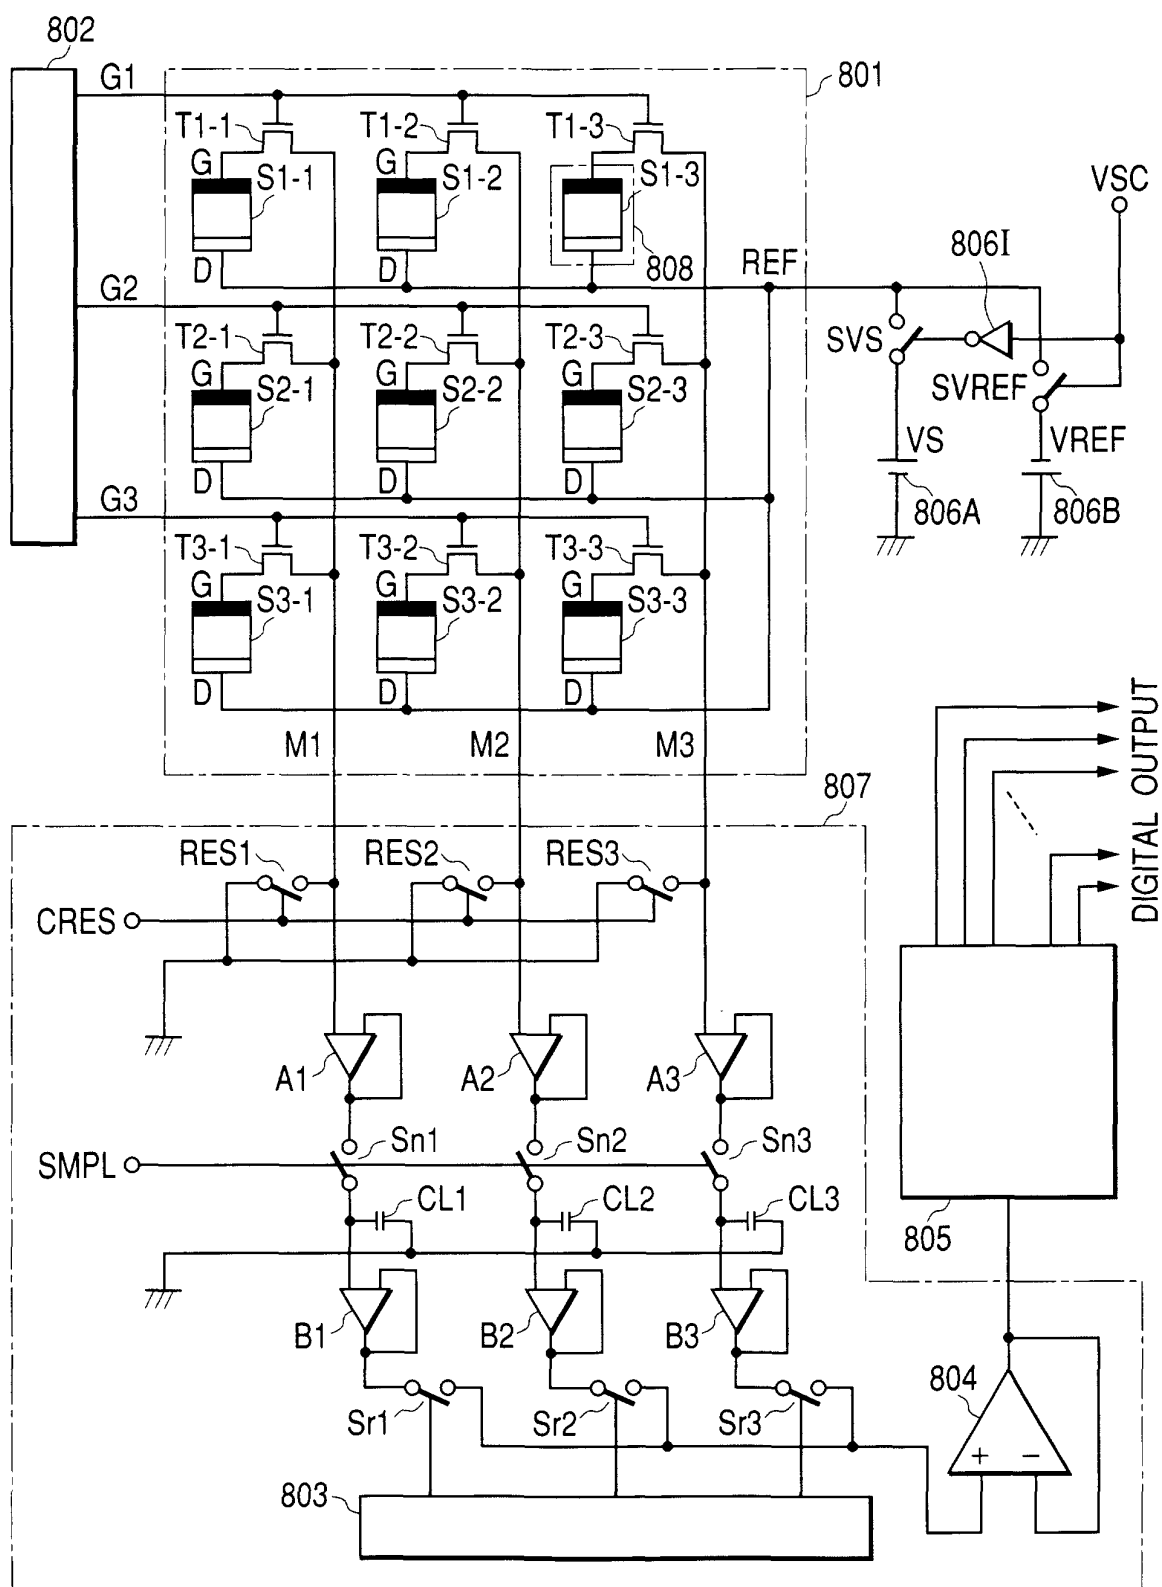 802
G1
801
T1-1
T1-2
T1-3
G
S1-1
G
S1-2
S1-3
VSC
808
REF
806I
D
D
G2
SVS
T2-1
T2-2
T2-3
SVREF
G
S2-1
G
S2-2
G
S2-3
VS
VREF
D
D
D
806A
806B
G3
T3-1
T3-2
T3-3
G
S3-1
G
S3-2
G
S3-3
D
D
D
M1
M2
M3
DIGITAL OUTPUT
807
RES1
RES2
RES3
CRES
A1
A2
A3
SMPL
Sn1
Sn2
Sn3
CL1
CL2
CL3
805
B1
B2
B3
804
Sr1
Sr2
Sr3
+ −
803